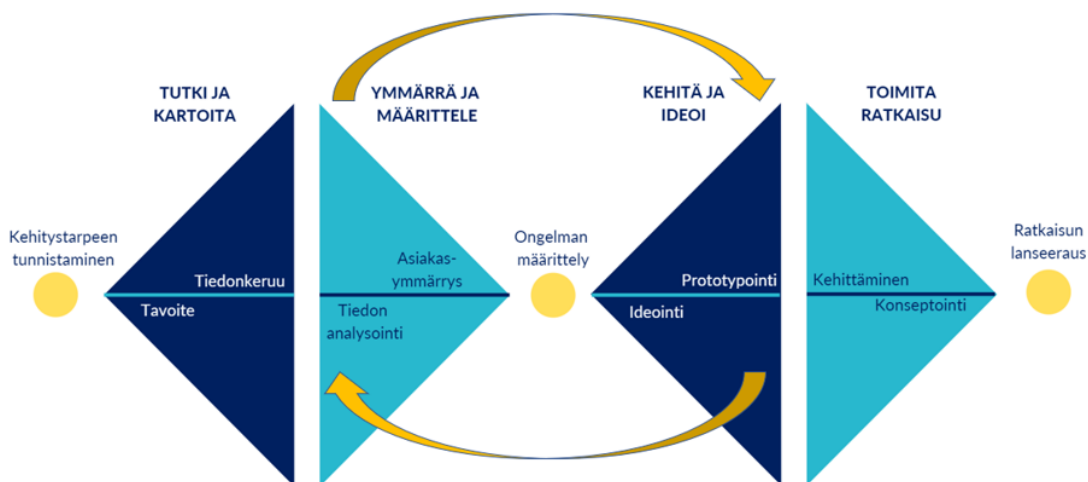 TUTKI JA
KARTOITA
YMMÄRRÄ JA
MÄÄRITTELE
KEHITÄ JA
IDEOI
TOIMITA
RATKAISU
Kehitystarpeen
tunnistaminen
Tiedonkeruu
Tavoite
Asiakas-
ymmärrys
Tiedon
analysointi
Ongelman
määrittely
Prototypointi
Ideointi
Kehittäminen
Konseptointi
Ratkaisun
lanseeraus